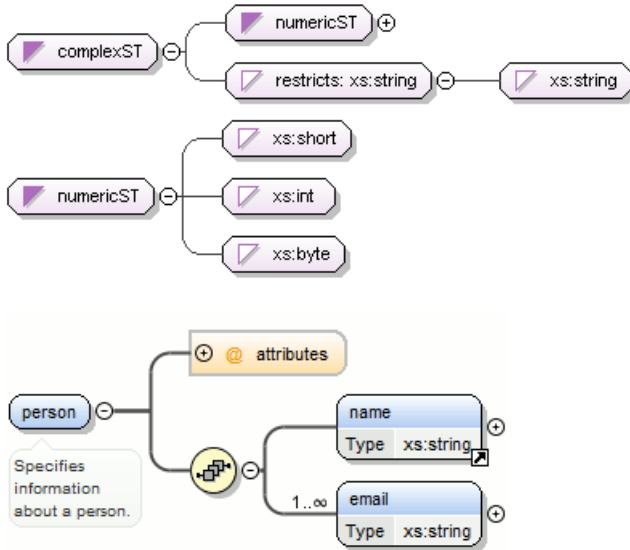 numericST
complexST
restricts: xs:string
xs:string
xs:short
numericST
xs:int
xs:byte
@ attributes
person
name
Type xs:string
Specifies
information
about a person.
1..∞
email
Type xs:string